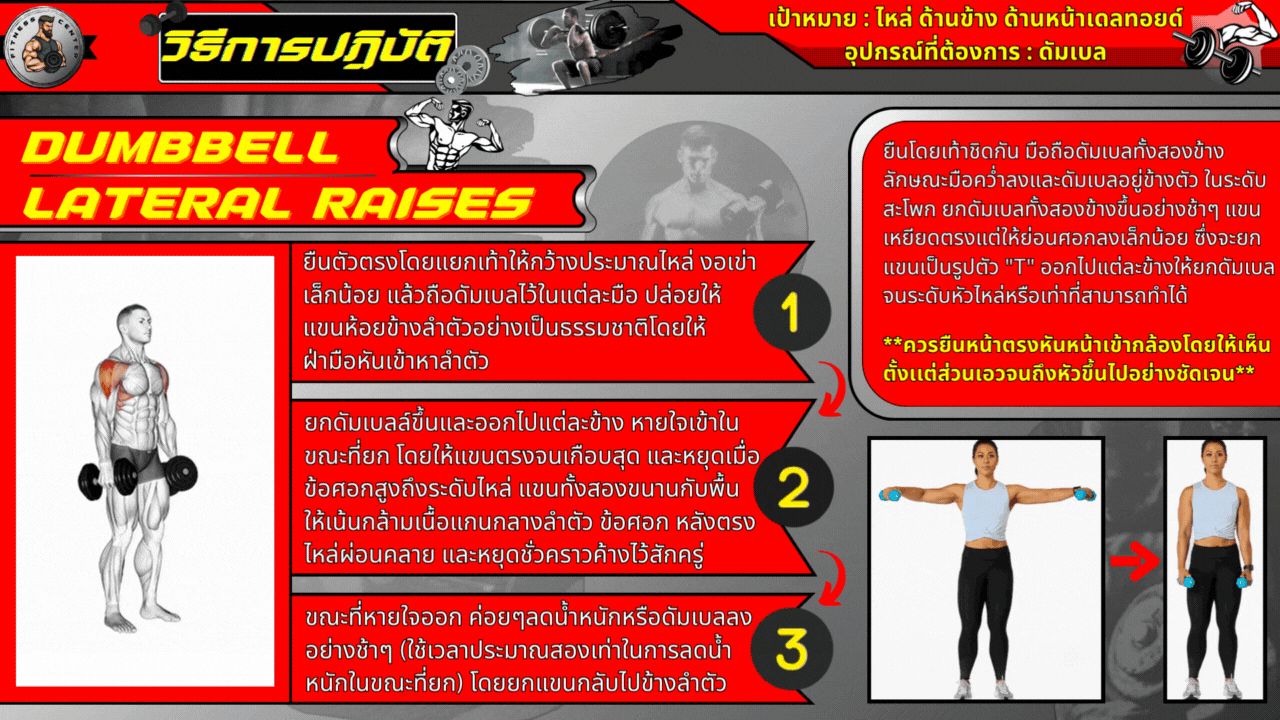 FITNESS CENTER
วิธีการปฏิบัติ
เป้าหมาย : ไหล่ ด้านข้าง ด้านหน้าเดลทอยด์
อุปกรณ์ที่ต้องการ : ดัมเบล
DUMBBELL
LATERAL RAISES
ยืนตัวตรงโดยแยกเท้าให้กว้างประมาณไหล่ งอเข่า
เล็กน้อย แล้วถือดัมเบลไว้ในแต่ละมือ ปล่อยให้
แขนห้อยข้างลำตัวอย่างเป็นธรรมชาติโดยให้
ฝ่ามือหันเข้าหาลำตัว
1
ยกดัมเบลล์ขึ้นและออกไปแต่ละข้าง หายใจเข้าใน
ขณะที่ยก โดยให้แขนตรงจนเกือบสุด และหยุดเมื่อ
ข้อศอกสูงถึงระดับไหล่ แขนทั้งสองขนานกับพื้น
ให้เน้นกล้ามเนื้อแกนกลางลำตัว ข้อศอก หลังตรง
ไหล่ผ่อนคลาย และหยุดชั่วคราวค้างไว้สักครู่
2
ขณะที่หายใจออก ค่อยๆลดน้ำหนักหรือดัมเบลลง
อย่างช้าๆ (ใช้เวลาประมาณสองเท่าในการลดน้ำ
หนักในขณะที่ยก) โดยยกแขนกลับไปข้างลำตัว
3
ยืนโดยเท้าชิดกัน มือถือดัมเบลทั้งสองข้าง
ลักษณะมือคว่ำลงและดัมเบลอยู่ข้างตัว ในระดับ
สะโพก ยกดัมเบลทั้งสองข้างขึ้นอย่างช้าๆ แขน
เหยียดตรงแต่ให้ย่อนศอกลงเล็กน้อย ซึ่งจะยก
แขนเป็นรูปตัว "T" ออกไปแต่ละข้างให้ยกดัมเบล
จนระดับหัวไหล่หรือเท่าที่สามารถทำได้
**ควรยืนหน้าตรงหันหน้าเข้ากล้องโดยให้เห็น
ตั้งแต่ส่วนเอวจนถึงหัวขึ้นไปอย่างชัดเจน**